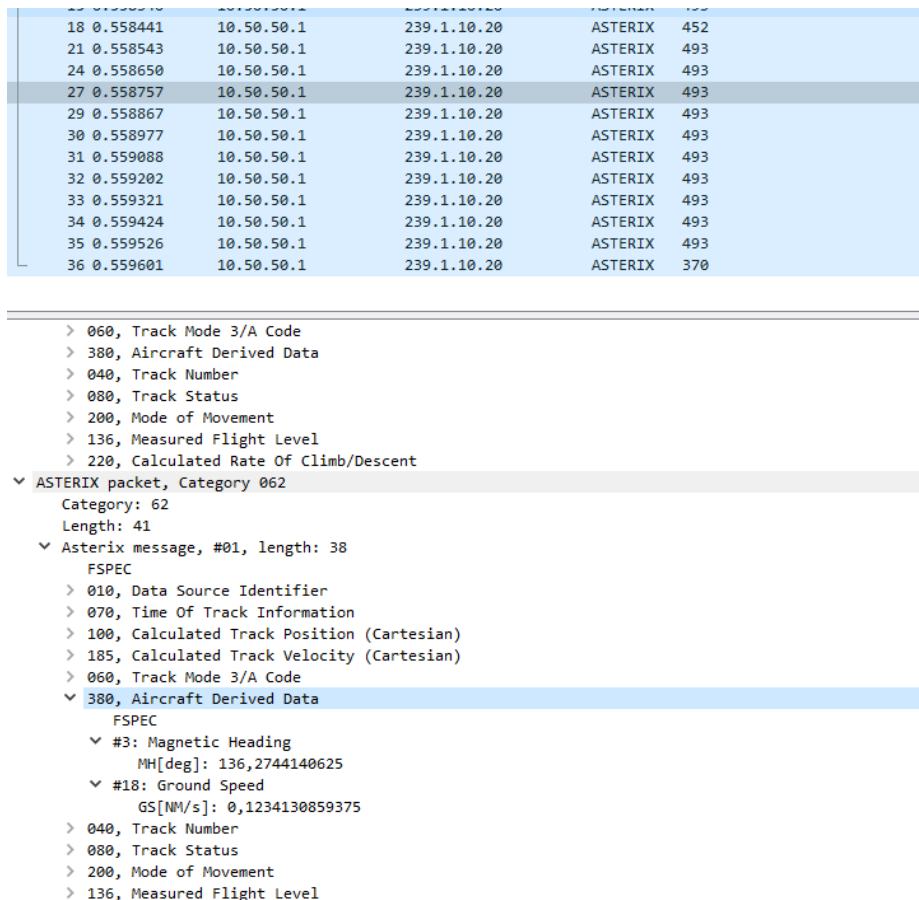 18 0.558441 10.50.50.1 239.1.10.20 ASTERIX 452
21 0.558543 10.50.50.1 239.1.10.20 ASTERIX 493
24 0.558650 10.50.50.1 239.1.10.20 ASTERIX 493
27 0.558757 10.50.50.1 239.1.10.20 ASTERIX 493
29 0.558867 10.50.50.1 239.1.10.20 ASTERIX 493
30 0.558977 10.50.50.1 239.1.10.20 ASTERIX 493
31 0.559088 10.50.50.1 239.1.10.20 ASTERIX 493
32 0.559202 10.50.50.1 239.1.10.20 ASTERIX 493
33 0.559321 10.50.50.1 239.1.10.20 ASTERIX 493
34 0.559424 10.50.50.1 239.1.10.20 ASTERIX 493
35 0.559526 10.50.50.1 239.1.10.20 ASTERIX 493
36 0.559601 10.50.50.1 239.1.10.20 ASTERIX 370
060, Track Mode 3/A Code
380, Aircraft Derived Data
040, Track Number
080, Track Status
200, Mode of Movement
136, Measured Flight Level
220, Calculated Rate Of Climb/Descent
ASTERIX packet, Category 062
Category: 62
Length: 41
Asterix message, #01, length: 38
FSPEC
010, Data Source Identifier
070, Time Of Track Information
100, Calculated Track Position (Cartesian)
185, Calculated Track Velocity (Cartesian)
060, Track Mode 3/A Code
380, Aircraft Derived Data
FSPEC
#3: Magnetic Heading
MH[deg]: 136,2744140625
#18: Ground Speed
GS[NM/s]: 0,1234130859375
040, Track Number
080, Track Status
200, Mode of Movement
136, Measured Flight Level